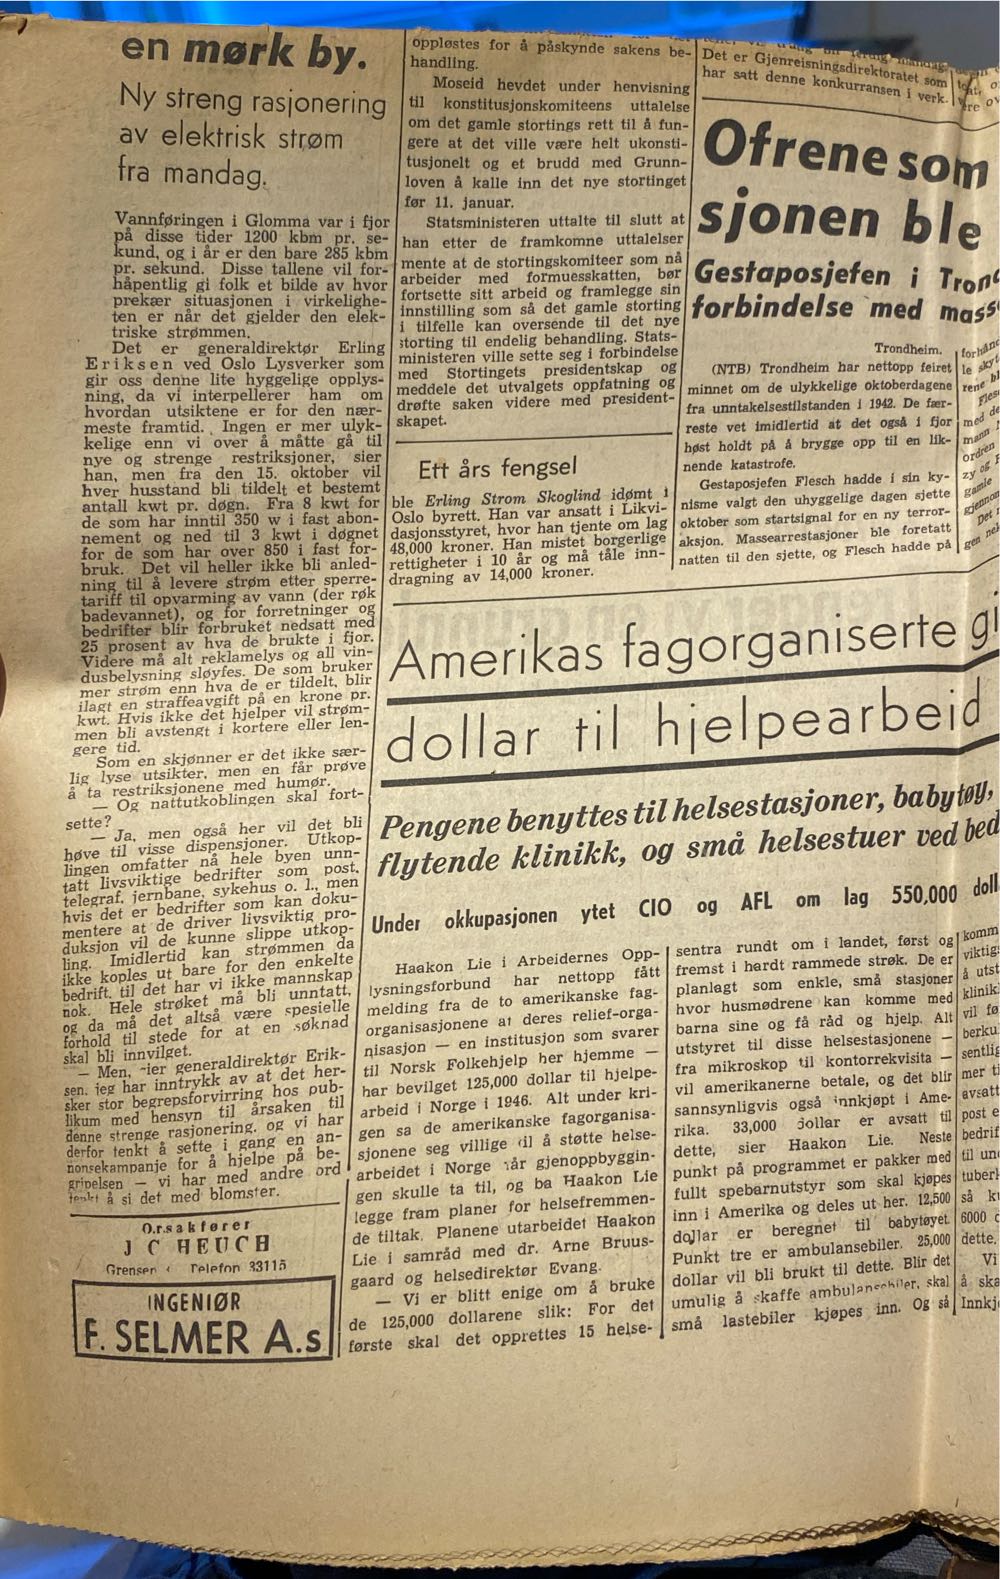 en mørk by.
Ny streng rasjonering
av elektrisk strøm
fra mandag.
Vannføringen i Glomma var i fjor
på disse tider 1200 kbm pr. se-
kund, og i år er den bare 285 kbm
pr. sekund. Disse tallene vil for-
håpentlig gi folk et bilde av hvor
prekær situasjonen i virkelighe-
ten er når det gjelder den elek-
triske strømmen.
Det er generaldirektør Erling
Eriksen ved Oslo Lysverker som
gir oss denne lite hyggelige opplys-
ning, da vi interpellerer ham om
hvordan utsiktene er for den nær-
meste framtid. Ingen er mer ulyk-
kelige enn vi over å måtte gå til
nye og strenge restriksjoner, sier
han, men fra den 15. oktober vil
hver husstand bli tildelt et bestemt
antall kwt pr. døgn. Fra 8 kwt for
de som har inntil 350 w i fast abon-
nement og ned til 3 kwt i døgnet
for de som har over 850 i fast for-
bruk. Det vil heller ikke bli anled-
ning til å levere strøm etter sperre-
tariff til opvarming av vann (der røk
badevannet), og for forretninger og
bedrifter blir forbruket nedsatt med
25 prosent av hva de brukte i fjor.
Videre må alt reklamelys og all vin-
dusbelysning sløyfes. De som bruker
mer strøm enn hva de er tildelt, blir
ilagt en straffeavgift på en krone pr.
kwt. Hvis ikke det hjelper vil strøm-
men bli avstengt i kortere eller len-
gere tid.
Som en skjønner er det ikke sær-
lig lyse utsikter, men en får prøve
å ta restriksjonene med humør.
— Og nattutkoblingen skal fort-
sette?
— Ja, men også her vil det bli
høve til visse dispensjoner. Utkop-
lingen omfatter nå hele byen unn-
tatt livsviktige bedrifter som post,
telegraf, jernbane, sykehus o. l., men
hvis det er bedrifter som kan doku-
mentere at de driver livsviktig pro-
duksjon vil de kunne slippe utkop-
ling. Imidlertid kan strømmen da
ikke koples ut bare for den enkelte
bedrift, til det har vi ikke mannskap
nok. Hele strøket må bli unntatt,
og da må det altså være spesielle
forhold til stede for at en søknad
skal bli innvilget.
— Men, sier generaldirektør Erik-
sen, jeg har inntrykk av at det her-
sker stor begrepsforvirring hos pub-
likum med hensyn til årsaken til
denne strenge rasjonering, og vi har
derfor tenkt å sette i gang en an-
nonsekampanje for å hjelpe på be-
gripelsen — vi har med andre ord
tenkt å si det med blomster.
O.r.sakfører
J C HEUCH
Grensen Telefon 33115
INGENIØR
F. SELMER A.s
oppløstes for å påskynde sakens be-
handling.
Moseid hevdet under henvisning
til konstitusjonskomiteens uttalelse
om det gamle stortings rett til å fun-
gere at det ville være helt ukonsti-
tusjonelt og et brudd med Grunn-
loven å kalle inn det nye stortinget
før 11. januar.
Statsministeren uttalte til slutt at
han etter de framkomne uttalelser
mente at de stortingskomiteer som nå
arbeider med formuesskatten, bør
fortsette sitt arbeid og framlegge sin
innstilling som så det gamle storting
i tilfelle kan oversende til det nye
storting til endelig behandling. Stats-
ministeren ville sette seg i forbindelse
med Stortingets presidentskap og
meddele det utvalgets oppfatning og
drøfte saken videre med president-
skapet.
Ett års fengsel
ble Erling Strom Skoglind idømt i
Oslo byrett. Han var ansatt i Likvi-
dasjonsstyret, hvor han tjente om lag
48,000 kroner. Han mistet borgerlige
rettigheter i 10 år og må tåle inn-
dragning av 14,000 kroner.
Det er Gjenreisningsdirektoratet som
har satt denne konkurransen i verk.
Ofrene som
sjonen ble
Gestaposjefen i Trond
forbindelse med mass
Trondheim.
(NTB) Trondheim har nettopp feiret
minnet om de ulykkelige oktoberdagene
fra unntakelsestilstanden i 1942. De fær-
reste vet imidlertid at det også i fjor
høst holdt på å brygge opp til en lik-
nende katastrofe.
Gestaposjefen Flesch hadde i sin ky-
nisme valgt den uhyggelige dagen sjette
oktober som startsignal for en ny terror-
aksjon. Massearrestasjoner ble foretatt
natten til den sjette, og Flesch hadde på
Amerikas fagorganiserte gi
dollar til hjelpearbeid
Pengene benyttes til helsestasjoner, babytøy,
flytende klinikk, og små helsestuer ved bed
Under okkupasjonen ytet CIO og AFL om lag 550,000 doll
Haakon Lie i Arbeidernes Opp-
lysningsforbund har nettopp fått
melding fra de to amerikanske fag-
organisasjonene at deres relief-orga-
nisasjon — en institusjon som svarer
til Norsk Folkehjelp her hjemme —
har bevilget 125,000 dollar til hjelpe-
arbeid i Norge i 1946. Alt under kri-
gen sa de amerikanske fagorganisa-
sjonene seg villige til å støtte helse-
arbeidet i Norge når gjenoppbyggin-
gen skulle ta til, og ba Haakon Lie
legge fram planer for helsefremmen-
de tiltak. Planene utarbeidet Haakon
Lie i samråd med dr. Arne Bruus-
gaard og helsedirektør Evang.
— Vi er blitt enige om å bruke
de 125,000 dollarene slik: For det
første skal det opprettes 15 helse-
sentra rundt om i landet, først og
fremst i hardt rammede strøk. De er
planlagt som enkle, små stasjoner
hvor husmødrene kan komme med
barna sine og få råd og hjelp. Alt
utstyret til disse helsestasjonene —
fra mikroskop til kontorrekvisita —
vil amerikanerne betale, og det blir
sannsynligvis også innkjøpt i Ame-
rika. 33,000 dollar er avsatt til
dette, sier Haakon Lie. Neste
punkt på programmet er pakker med
fullt spebarnutstyr som skal kjøpes
inn i Amerika og deles ut her. 12,500
dollar er beregnet til babytøyet.
Punkt tre er ambulansebiler. 25,000
dollar vil bli brukt til dette. Blir det
umulig å skaffe ambulansebiler, skal
små lastebiler kjøpes inn. Og så
komm
viktig
å utst
klinik
vil fø
berku
sentlig
mer ti
avsatt
post e
bedrif
til un
tuberl
så k
6000 d
dette.
Vi
å ska
Innkj